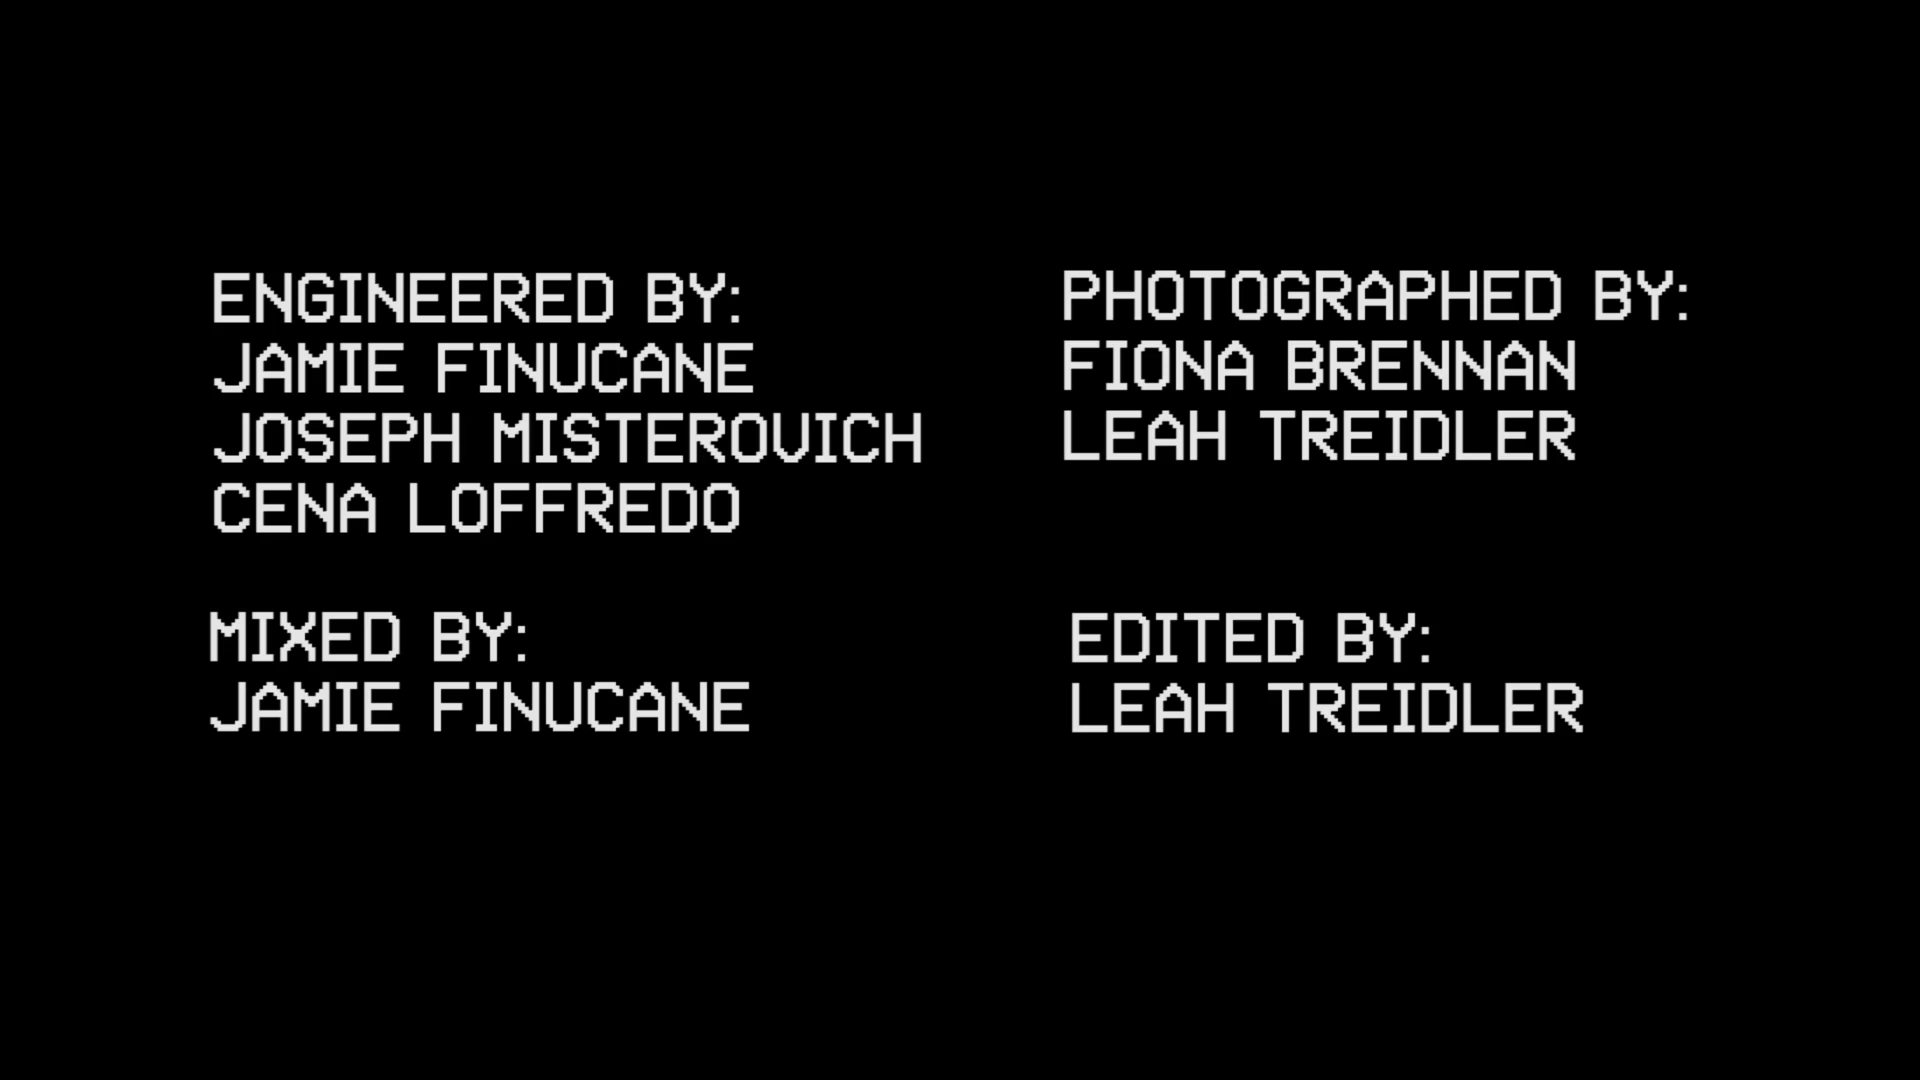 ENGINEERED BY:
JAMIE FINUCANE
JOSEPH MISTEROVICH
CENA LOFFREDO
MIXED BY:
JAMIE FINUCANE
PHOTOGRAPHED BY:
FIONA BRENNAN
LEAH TREIDLER
EDITED BY:
LEAH TREIDLER